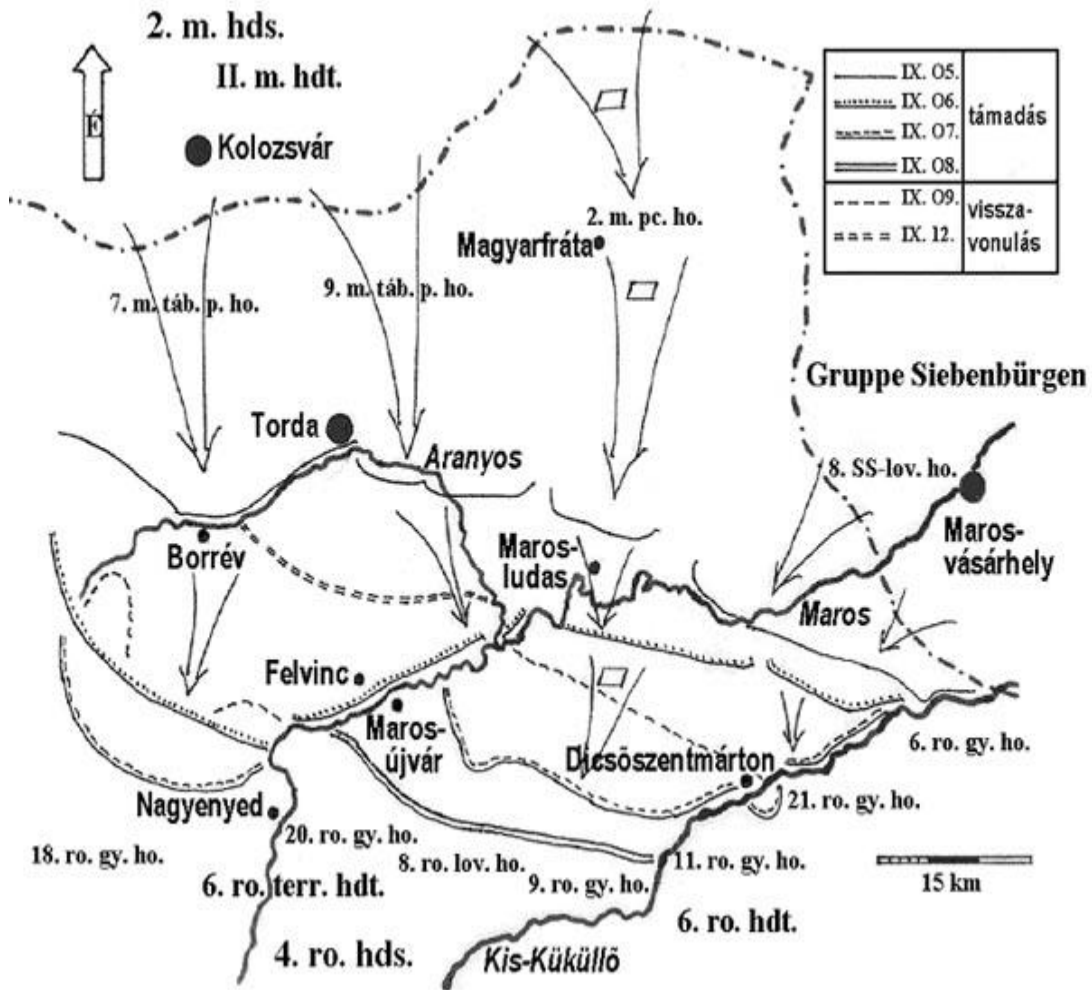 2. m. hds.
II. m. hdt.
É
Kolozsvár
IX. 05.
IX. 06.
IX. 07.
IX. 08.
támadás
IX. 09.
IX. 12.
vissza-
vonulás
2. m. pc. ho.
Magyarfráta
7. m. táb. p. ho.
9. m. táb. p. ho.
Gruppe Siebenbürgen
Torda
Aranyos
8. SS-lov. ho.
Maros-
vásárhely
Borrév
Maros-
ludas
Maros
Felvinc
Maros-
újvár
Dicsőszentmárton
6. ro. gy. ho.
Nagyenyed
21. ro. gy. ho.
20. ro. gy. ho.
18. ro. gy. ho.
8. ro. lov. ho.
11. ro. gy. ho.
9. ro. gy. ho.
6. ro. terr. hdt.
15 km
6. ro. hdt.
4. ro. hds.
Kis-Küküllő